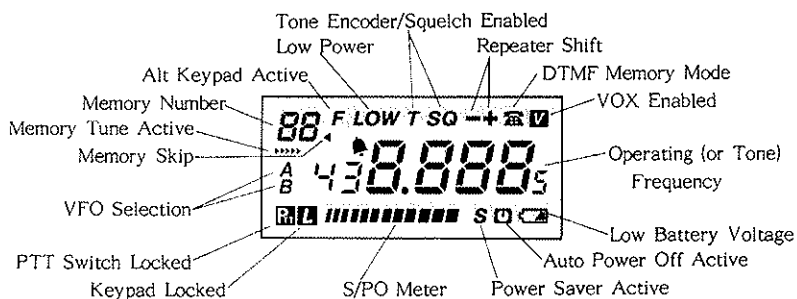 Tone Encoder/Squelch Enabled
Low Power
Repeater Shift
Alt Keypad Active
DTMF Memory Mode
Memory Number
VOX Enabled
Memory Tune Active
Memory Skip
88 F LOW T SQ -+ V
A
B
43 8.888 5
Operating (or Tone)
Frequency
VFO Selection
L S
Low Battery Voltage
PTT Switch Locked
Auto Power Off Active
Keypad Locked
S/PO Meter
Power Saver Active